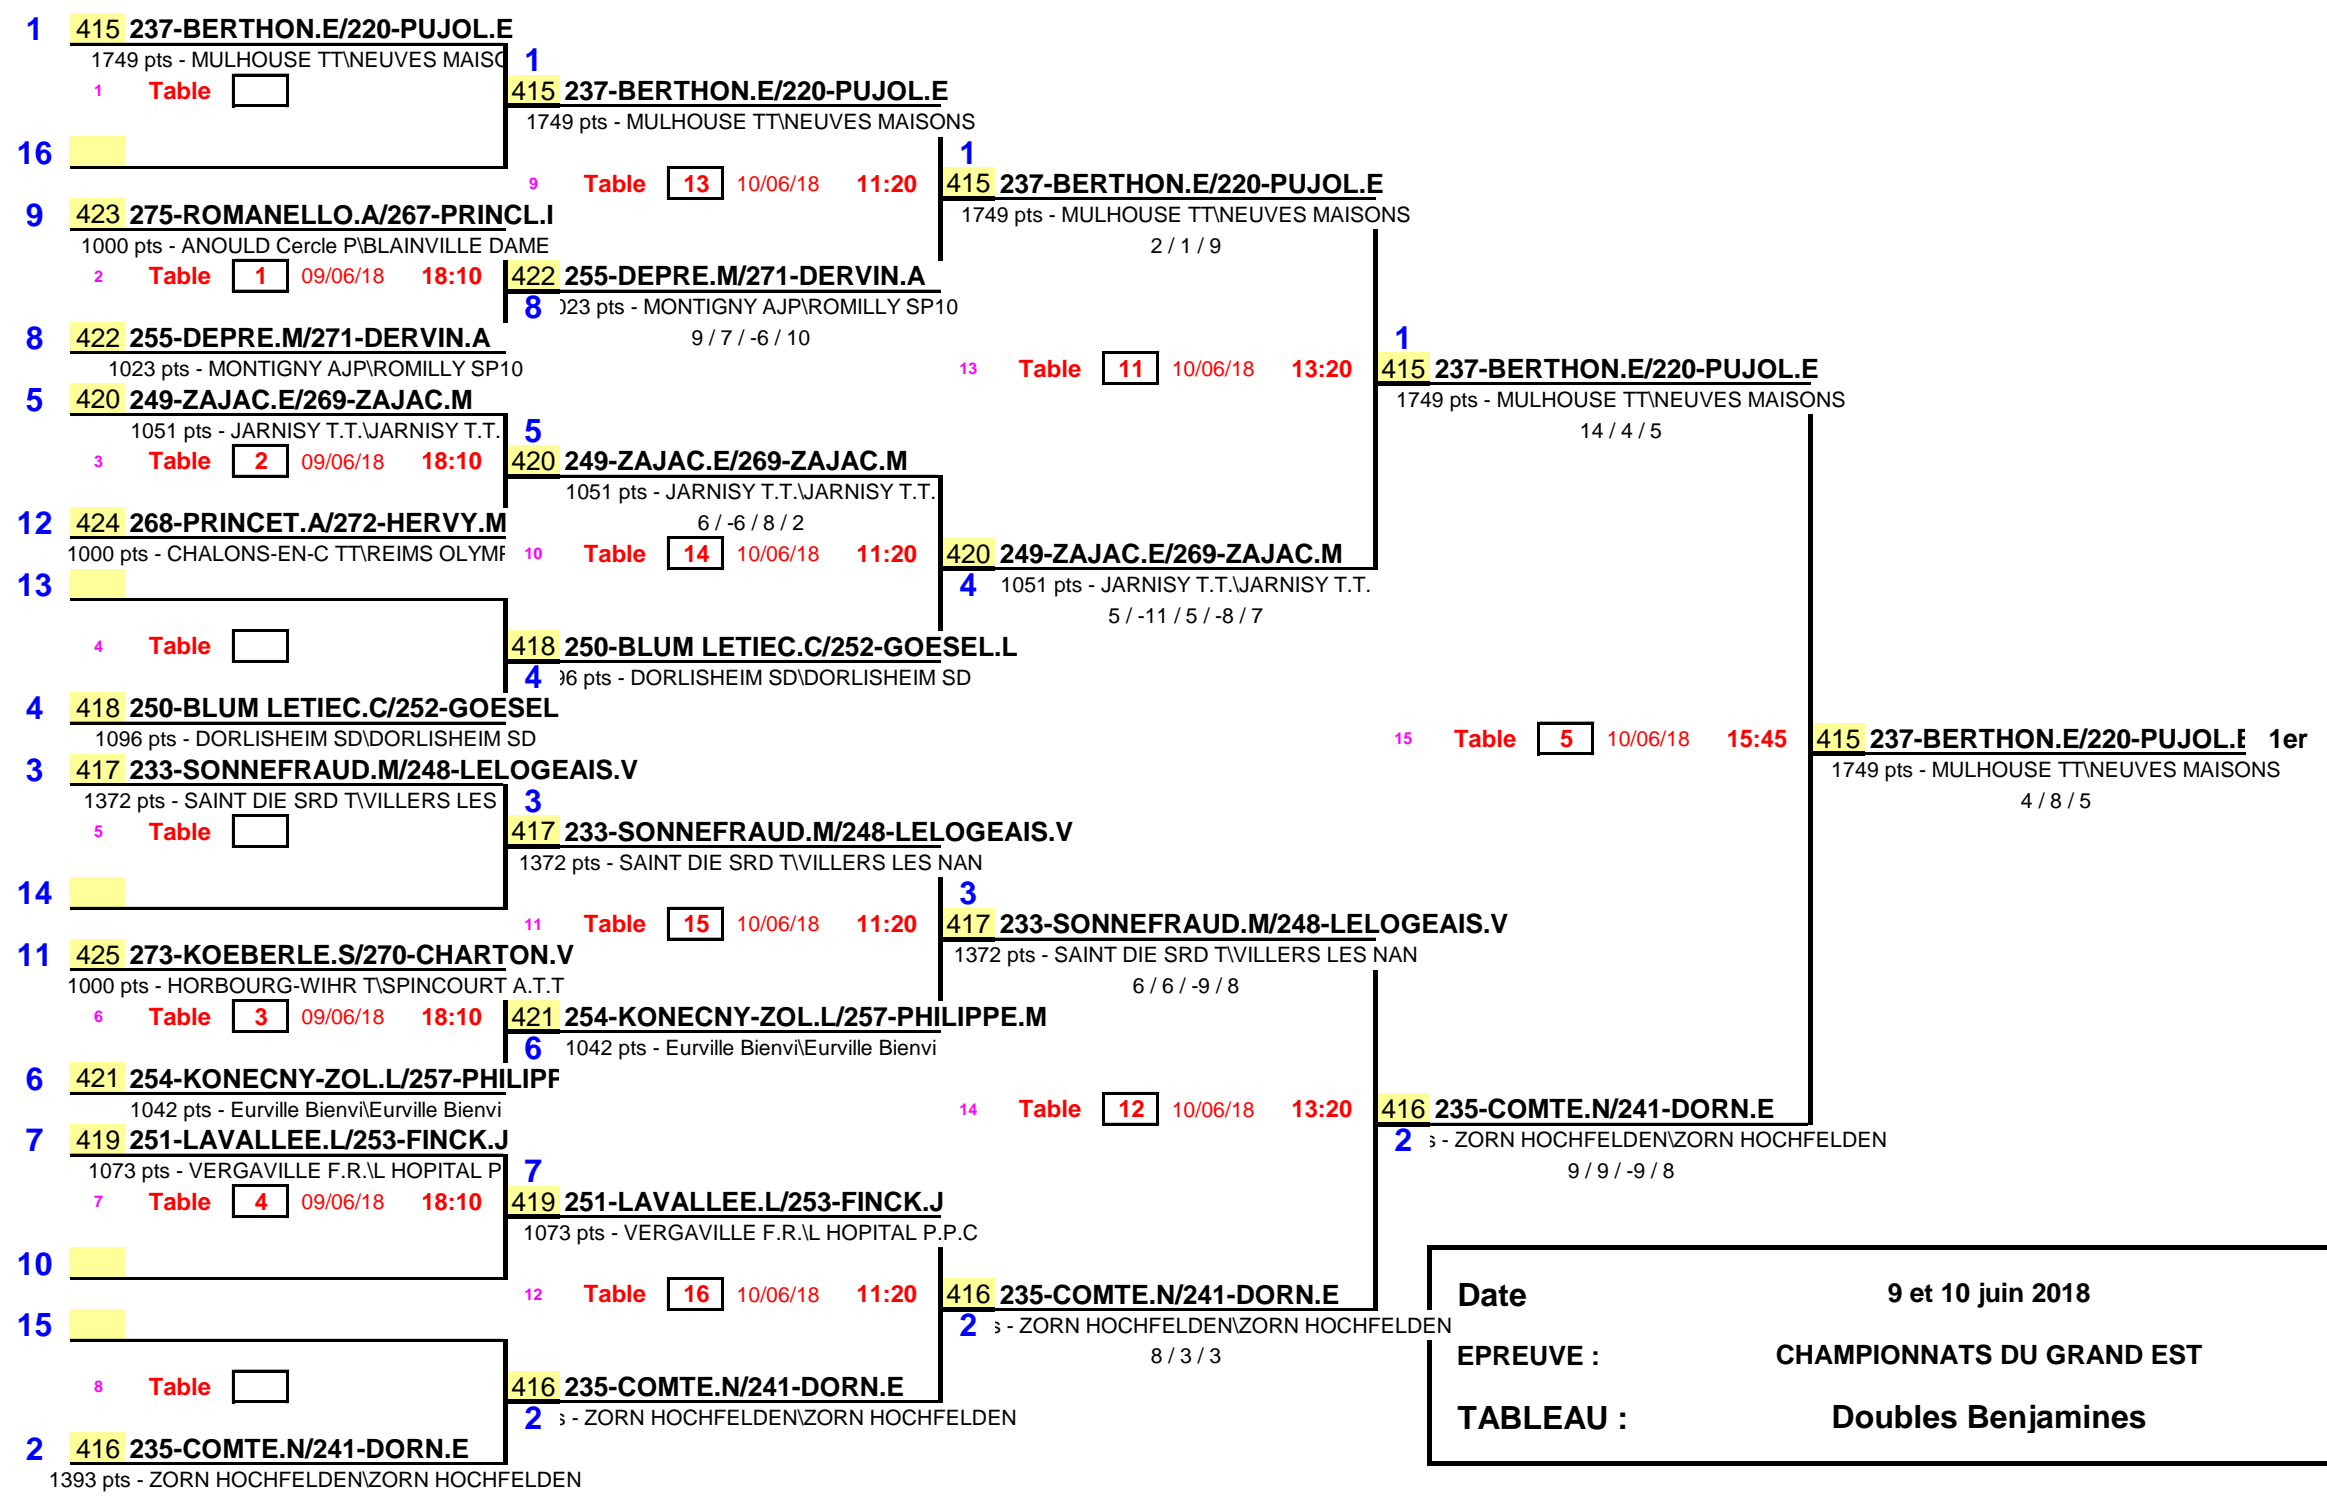 1 415 237-BERTHON.E/220-PUJOL.E
1749 pts - MULHOUSE TT\NEUVES MAISO
1 Table
16
9 423 275-ROMANELLO.A/267-PRINCL.I
1000 pts - ANOULD Cercle P\BLAINVILLE DAME
2 Table 1 09/06/18 18:10
8 422 255-DEPRE.M/271-DERVIN.A
1023 pts - MONTIGNY AJP\ROMILLY SP10
5 420 249-ZAJAC.E/269-ZAJAC.M
1051 pts - JARNISY T.T.\JARNISY T.T.
3 Table 2 09/06/18 18:10
12 424 268-PRINCET.A/272-HERVY.M
1000 pts - CHALONS-EN-C TT\REIMS OLYMP
13
4 Table
4 418 250-BLUM LETIEC.C/252-GOESEL
1096 pts - DORLISHEIM SD\DORLISHEIM SD
3 417 233-SONNEFRAUD.M/248-LELOGEAIS.V
1372 pts - SAINT DIE SRD T\VILLERS LES
5 Table
14
11 425 273-KOEBERLE.S/270-CHARTON.V
1000 pts - HORBOURG-WIHR T\SPINCOURT A.T.T
6 Table 3 09/06/18 18:10
6 421 254-KONECNY-ZOL.L/257-PHILIPP
1042 pts - Eurville Bienvi\Eurville Bienvi
7 419 251-LAVALLEE.L/253-FINCK.J
1073 pts - VERGAVILLE F.R.\L HOPITAL P
7 Table 4 09/06/18 18:10
10
15
8 Table
2 416 235-COMTE.N/241-DORN.E
1393 pts - ZORN HOCHFELDEN\ZORN HOCHFELDEN
1
415 237-BERTHON.E/220-PUJOL.E
1749 pts - MULHOUSE TT\NEUVES MAISONS
9 Table 13 10/06/18 11:20
422 255-DEPRE.M/271-DERVIN.A
8 023 pts - MONTIGNY AJP\ROMILLY SP10
9 / 7 / -6 / 10
5
420 249-ZAJAC.E/269-ZAJAC.M
1051 pts - JARNISY T.T.\JARNISY T.T.
6 / -6 / 8 / 2
10 Table 14 10/06/18 11:20
418 250-BLUM LETIEC.C/252-GOESEL.L
4 96 pts - DORLISHEIM SD\DORLISHEIM SD
3
417 233-SONNEFRAUD.M/248-LELOGEAIS.V
1372 pts - SAINT DIE SRD T\VILLERS LES NAN
11 Table 15 10/06/18 11:20
421 254-KONECNY-ZOL.L/257-PHILIPPE.M
6 1042 pts - Eurville Bienvi\Eurville Bienvi
7
419 251-LAVALLEE.L/253-FINCK.J
1073 pts - VERGAVILLE F.R.\L HOPITAL P.P.C
12 Table 16 10/06/18 11:20
416 235-COMTE.N/241-DORN.E
2 s - ZORN HOCHFELDEN\ZORN HOCHFELDEN
1
415 237-BERTHON.E/220-PUJOL.E
1749 pts - MULHOUSE TT\NEUVES MAISONS
2 / 1 / 9
13 Table 11 10/06/18 13:20
420 249-ZAJAC.E/269-ZAJAC.M
4 1051 pts - JARNISY T.T.\JARNISY T.T.
5 / -11 / 5 / -8 / 7
3
417 233-SONNEFRAUD.M/248-LELOGEAIS.V
1372 pts - SAINT DIE SRD T\VILLERS LES NAN
6 / 6 / -9 / 8
14 Table 12 10/06/18 13:20
416 235-COMTE.N/241-DORN.E
2 s - ZORN HOCHFELDEN\ZORN HOCHFELDEN
8 / 3 / 3
1
415 237-BERTHON.E/220-PUJOL.E
1749 pts - MULHOUSE TT\NEUVES MAISONS
14 / 4 / 5
15 Table 5 10/06/18 15:45
416 235-COMTE.N/241-DORN.E
2 s - ZORN HOCHFELDEN\ZORN HOCHFELDEN
9 / 9 / -9 / 8
415 237-BERTHON.E/220-PUJOL.E 1er
1749 pts - MULHOUSE TT\NEUVES MAISONS
4 / 8 / 5
Date 9 et 10 juin 2018
EPREUVE : CHAMPIONNATS DU GRAND EST
TABLEAU : Doubles Benjamines